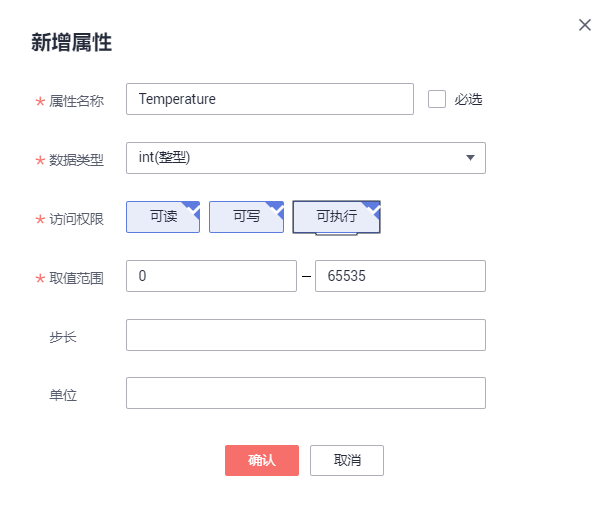 新增属性
* 属性名称 Temperature 必选
* 数据类型 int(整型)
* 访问权限 可读 可写 可执行
* 取值范围 0 – 65535
步长
单位
确认 取消